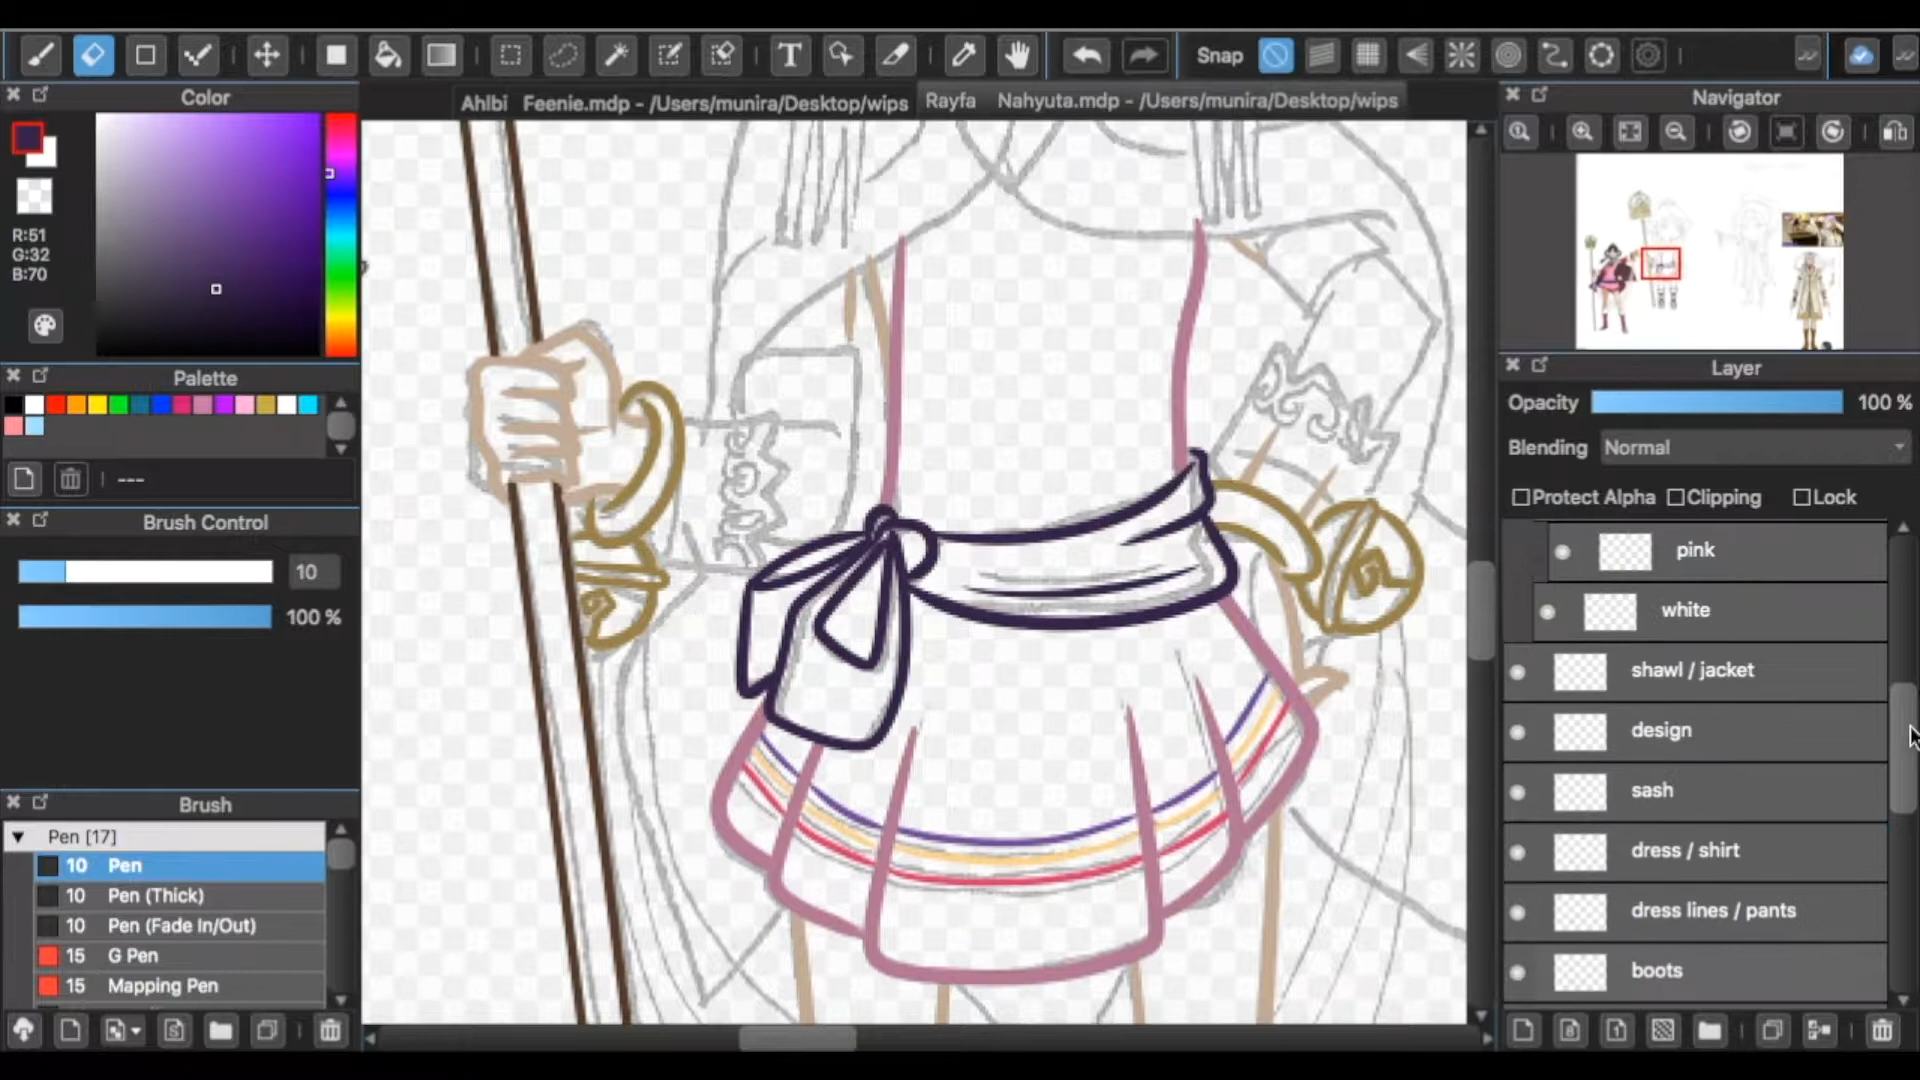 T
Snap
Color
Ahlbi Feenie.mdp - /Users/munira/Desktop/wips
Rayfa Nahyuta.mdp - /Users/munira/Desktop/wips
Navigator
R:51
G:32
B:70
Palette
---
Brush Control
10
100 %
Brush
Pen [17]
10 Pen
10 Pen (Thick)
10 Pen (Fade In/Out)
15 G Pen
15 Mapping Pen
Layer
Opacity 100 %
Blending Normal
Protect Alpha Clipping Lock
pink
white
shawl / jacket
design
sash
dress / shirt
dress lines / pants
boots